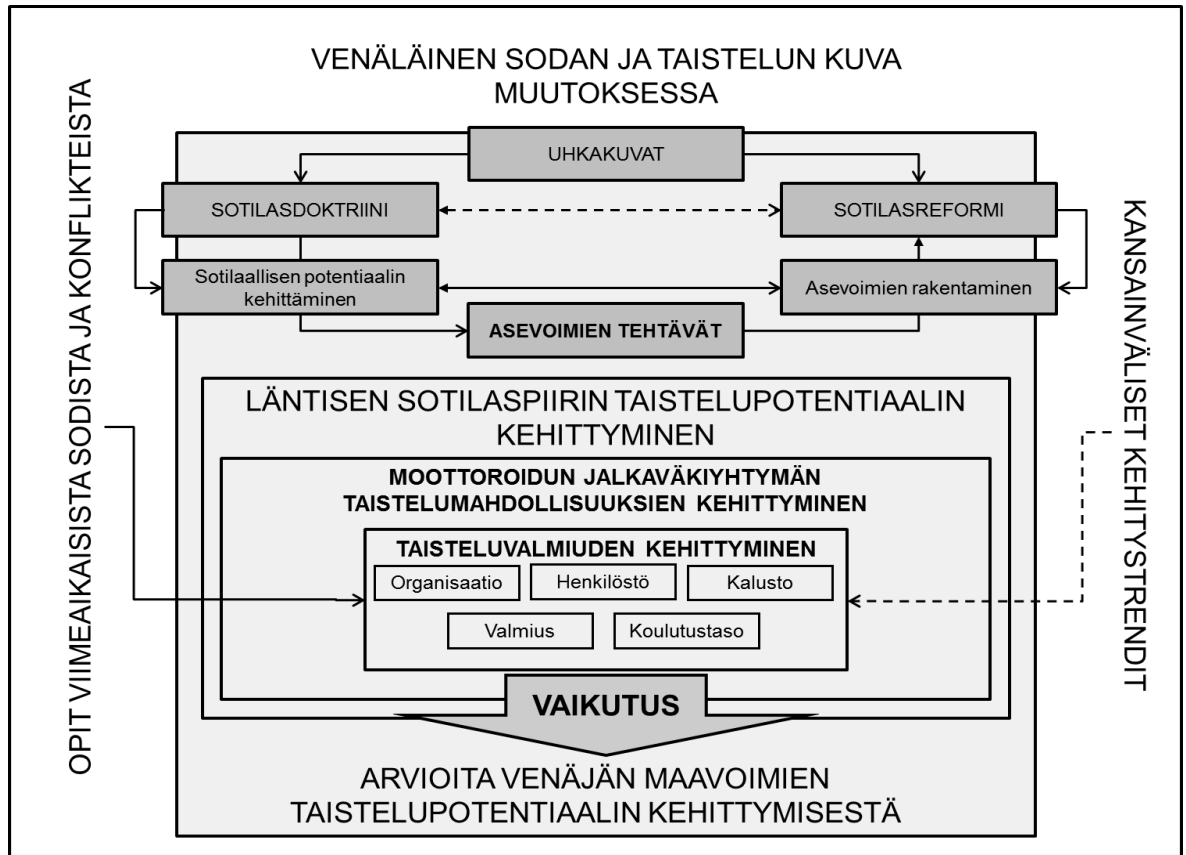 VENÄLÄINEN SODAN JA TAISTELUN KUVA
MUUTOKSESSA
OPIT VIIMEAIKAISISTA SODISTA JA KONFLIKTEISTA
UHKAKUVAT
SOTILASDOKTRIINI
SOTILASREFORMI
Sotilaallisen potentiaalin
kehittäminen
Asevoimien rakentaminen
ASEVOIMIEN TEHTÄVÄT
KANSAINVÄLISET KEHITYSTRENDIT
LÄNTISEN SOTILASPIIRIN TAISTELUPOTENTIAALIN
KEHITTYMINEN
MOOTTOROIDUN JALKAVÄKIYHTYMÄN
TAISTELUMAHDOLLISUUKSIEN KEHITTYMINEN
TAISTELUVALMIUDEN KEHITTYMINEN
Organisaatio
Henkilöstö
Kalusto
Valmius
Koulutustaso
VAIKUTUS
ARVIOITA VENÄJÄN MAAVOIMIEN
TAISTELUPOTENTIAALIN KEHITTYMISESTÄ